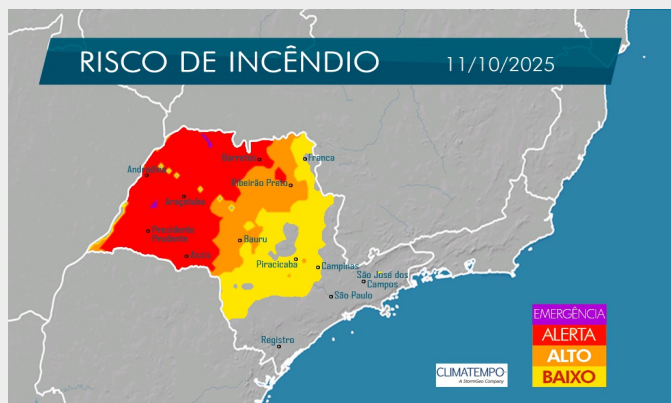 RISCO DE INCÊNDIO
11/10/2025
Barretos
Franca
Andradina
Ribeirão Preto
Araçatuba
Presidente
Prudente
Bauru
Assis
Piracicaba
Campinas
São José dos
Campos
São Paulo
Registro
EMERGÊNCIA
ALERTA
ALTO
BAIXO
CLIMATEMPO
A StormGeo Company